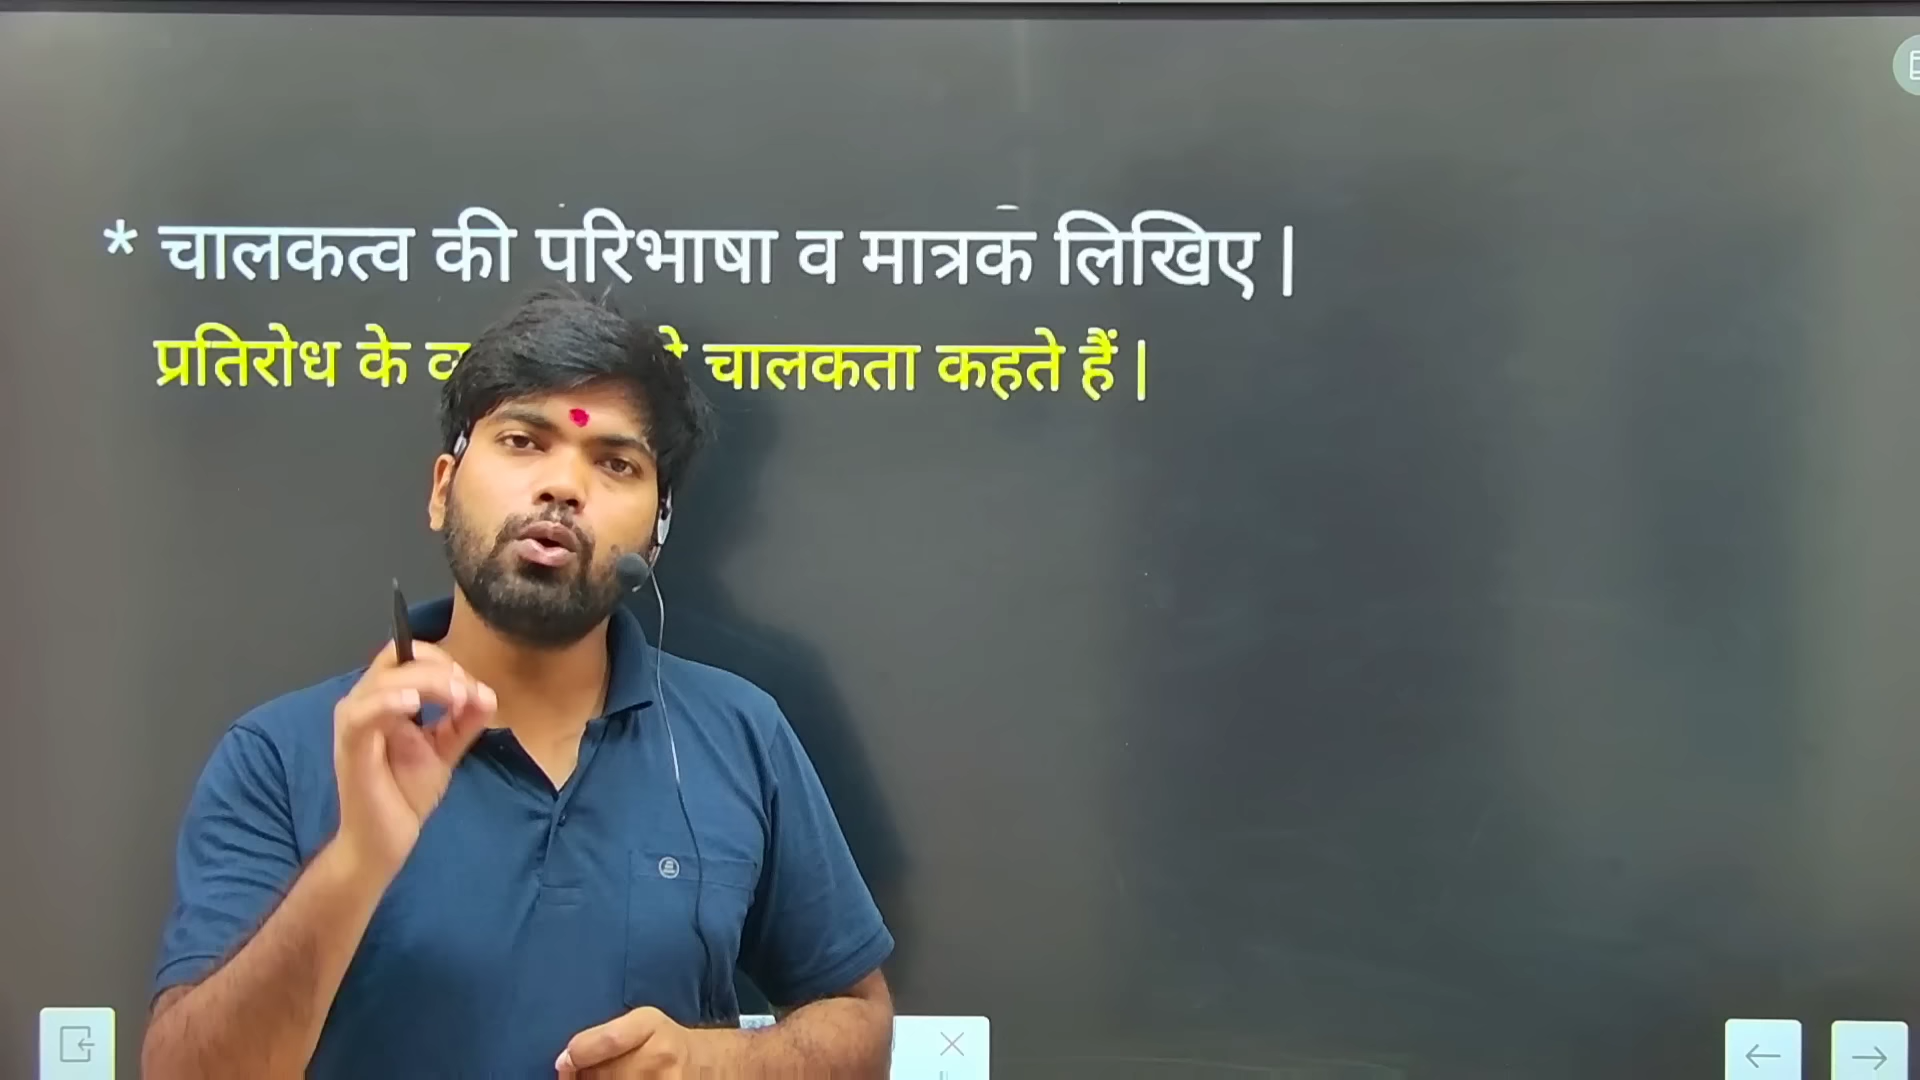 * चालकत्व की परिभाषा व मात्रक लिखिए |
प्रतिरोध के चालकता कहते हैं |